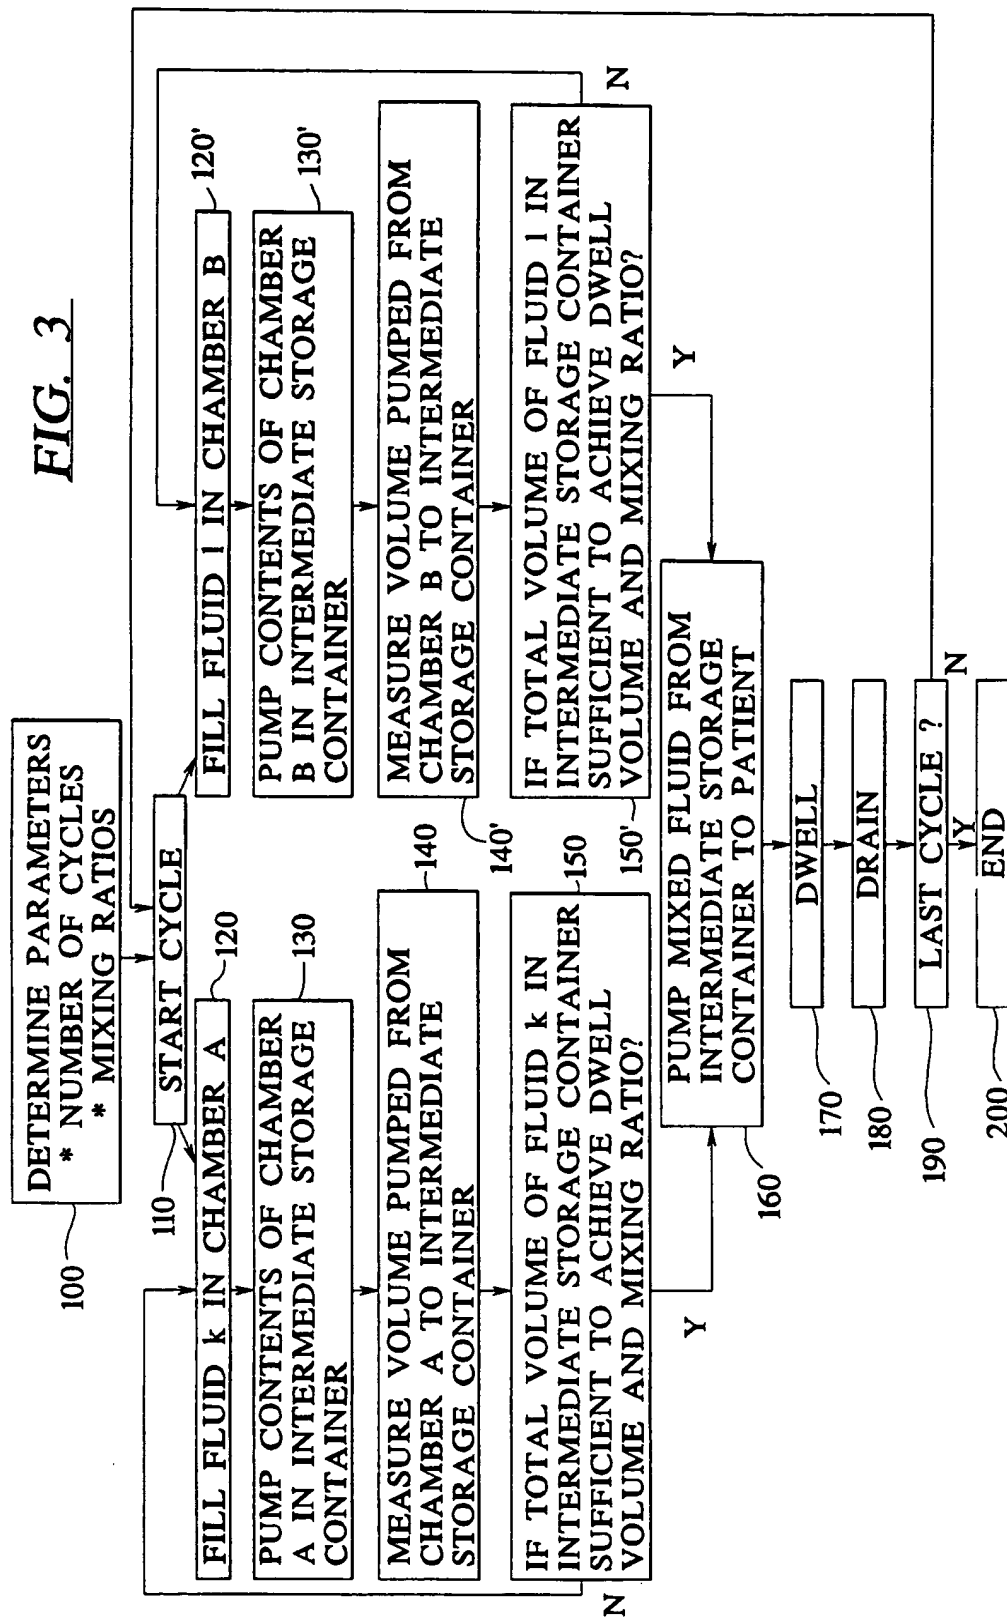 FIG. 3
DETERMINE PARAMETERS
* NUMBER OF CYCLES
* MIXING RATIOS
100
START CYCLE
110
FILL FLUID k IN CHAMBER A
120
PUMP CONTENTS OF CHAMBER
A IN INTERMEDIATE STORAGE
CONTAINER
130
MEASURE VOLUME PUMPED FROM
CHAMBER A TO INTERMEDIATE
STORAGE CONTAINER
140
IF TOTAL VOLUME OF FLUID k IN
INTERMEDIATE STORAGE CONTAINER
SUFFICIENT TO ACHIEVE DWELL
VOLUME AND MIXING RATIO?
150
N
Y
FILL FLUID l IN CHAMBER B
120'
PUMP CONTENTS OF CHAMBER
B IN INTERMEDIATE STORAGE
CONTAINER
130'
MEASURE VOLUME PUMPED FROM
CHAMBER B TO INTERMEDIATE
STORAGE CONTAINER
140'
IF TOTAL VOLUME OF FLUID l IN
INTERMEDIATE STORAGE CONTAINER
SUFFICIENT TO ACHIEVE DWELL
VOLUME AND MIXING RATIO?
150'
N
Y
PUMP MIXED FLUID FROM
INTERMEDIATE STORAGE
CONTAINER TO PATIENT
160
DWELL
170
DRAIN
180
LAST CYCLE ?
190
N
Y
END
200